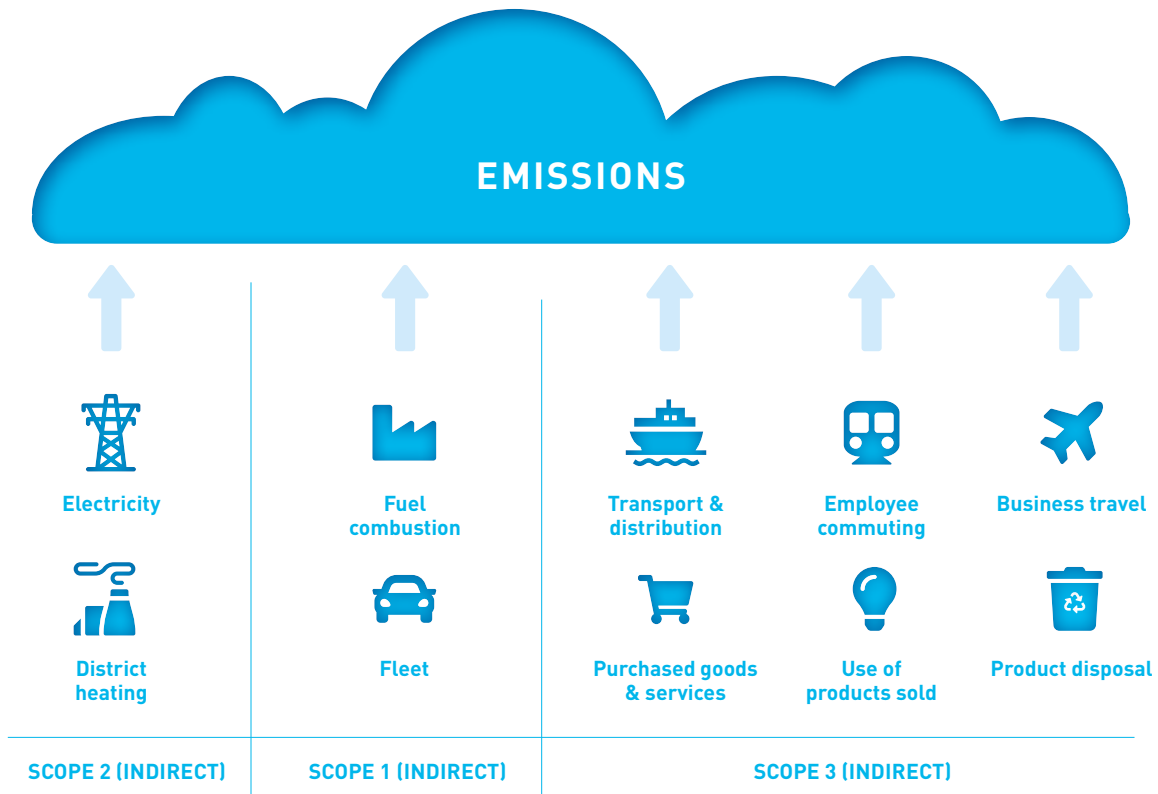 EMISSIONS
Electricity
Fuel
combustion
Transport &
distribution
Employee
commuting
Business travel
District
heating
Fleet
Purchased goods
& services
Use of
products sold
Product disposal
SCOPE 2 (INDIRECT)
SCOPE 1 (INDIRECT)
SCOPE 3 (INDIRECT)